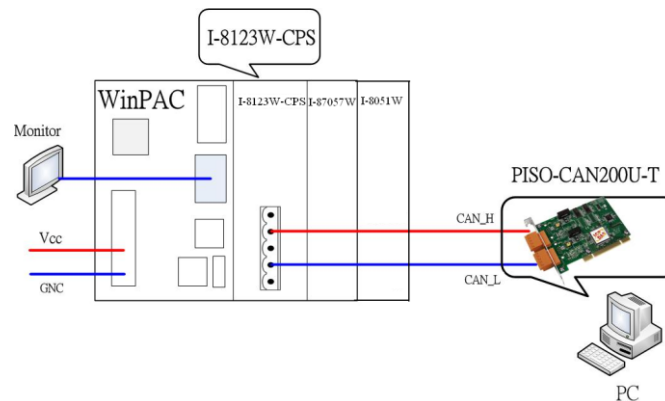 I-8123W-CPS
WinPAC
I-8123W-CPS
I-87057W
I-8051W
Monitor
PISO-CAN200U-T
CAN_H
Vcc
GNC
CAN_L
PC